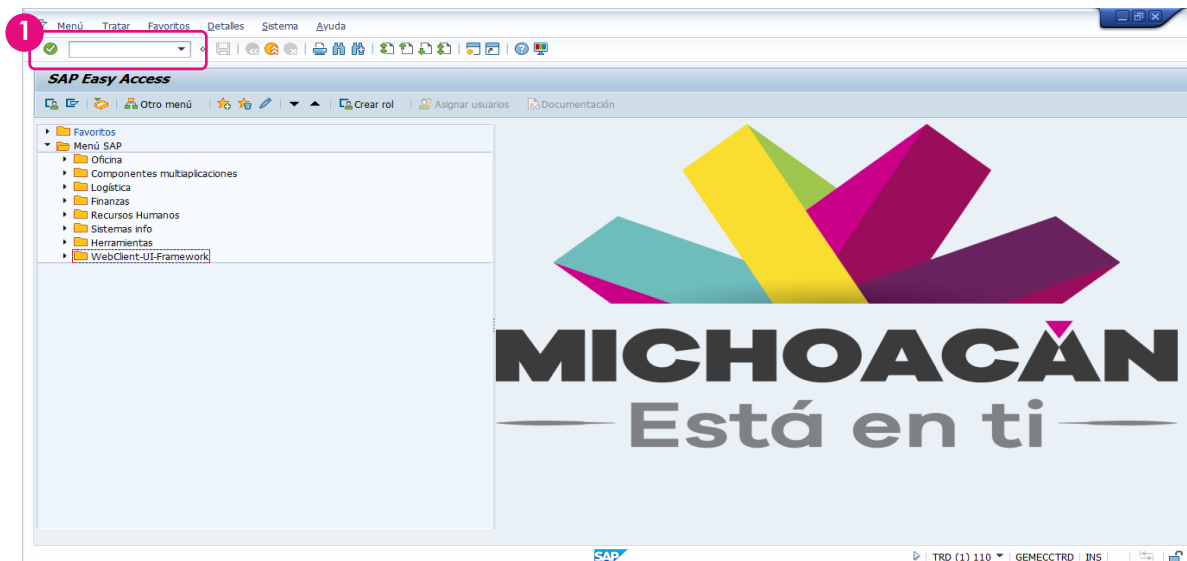 1
Menú Tratar Favoritos Detalles Sistema Ayuda
SAP Easy Access
Otro menú Crear rol Asignar usuarios Documentación
Favoritos
Menú SAP
Oficina
Componentes multiaplicaciones
Logística
Finanzas
Recursos Humanos
Sistemas info
Herramientas
WebClient-UI-Framework
MICHOACÁN
Está en ti
SAP
TRD (1) 110 GEMECCTRD INS